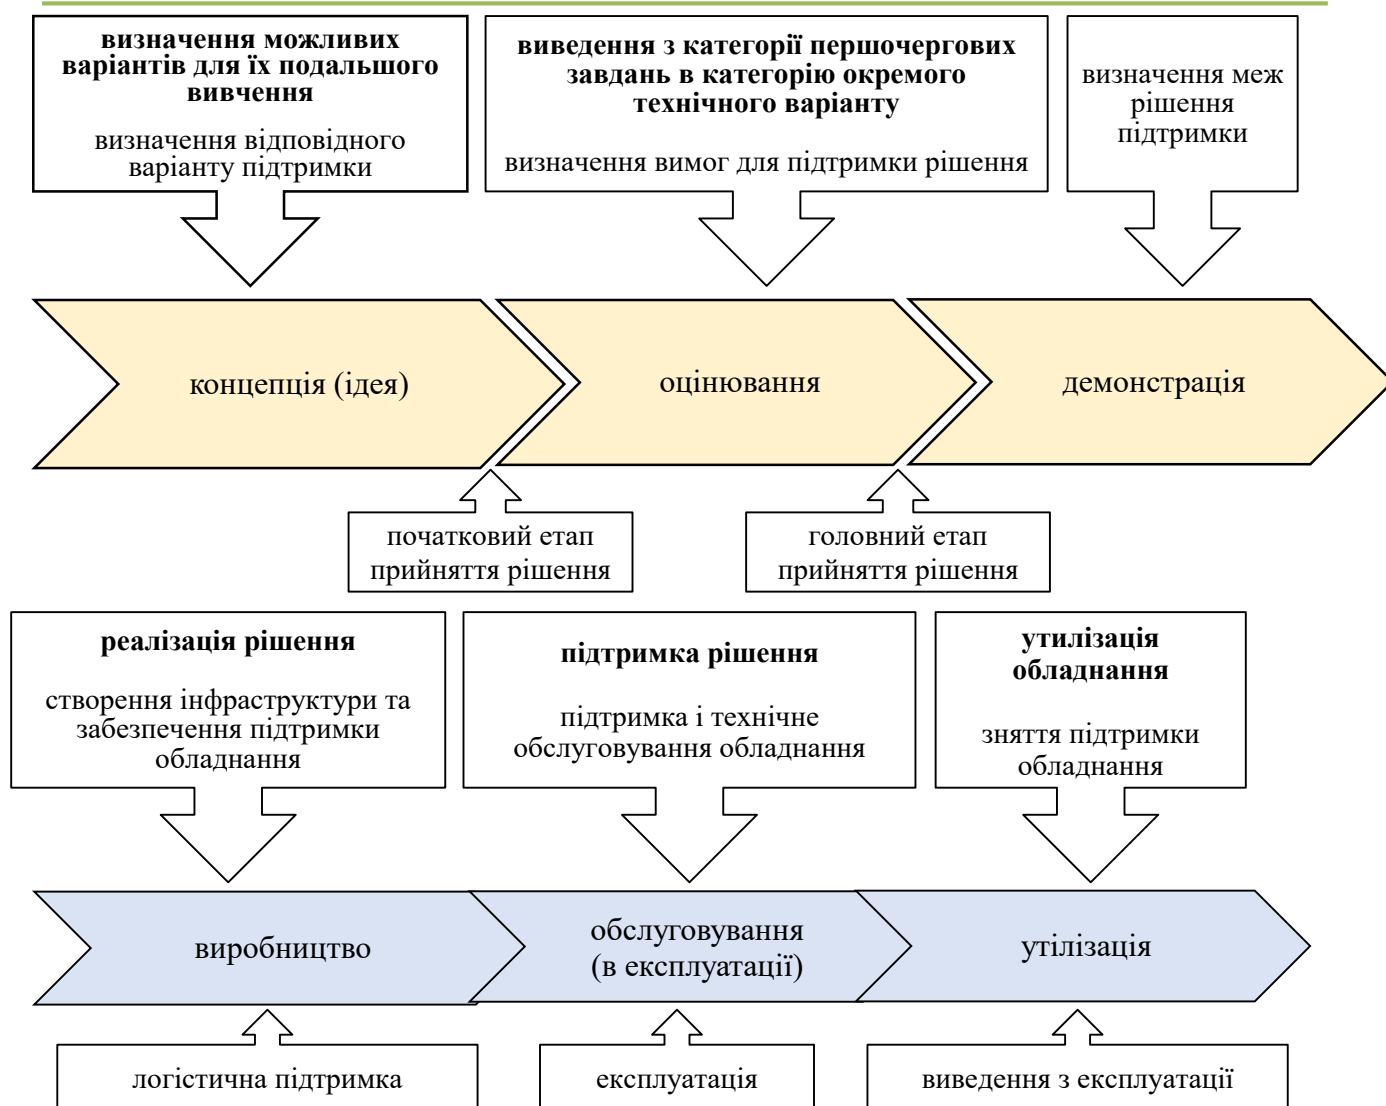 визначення можливих
варіантів для їх подальшого
вивчення
визначення відповідного
варіанту підтримки
виведення з категорії першочергових
завдань в категорію окремого
технічного варіанту
визначення вимог для підтримки рішення
визначення меж
рішення
підтримки
концепція (ідея)
оцінювання
демонстрація
початковий етап
прийняття рішення
головний етап
прийняття рішення
реалізація рішення
створення інфраструктури та
забезпечення підтримки
обладнання
підтримка рішення
підтримка і технічне
обслуговування обладнання
утилізація
обладнання
зняття підтримки
обладнання
виробництво
обслуговування
(в експлуатації)
утілізація
логістична підтримка
експлуатація
виведення з експлуатації